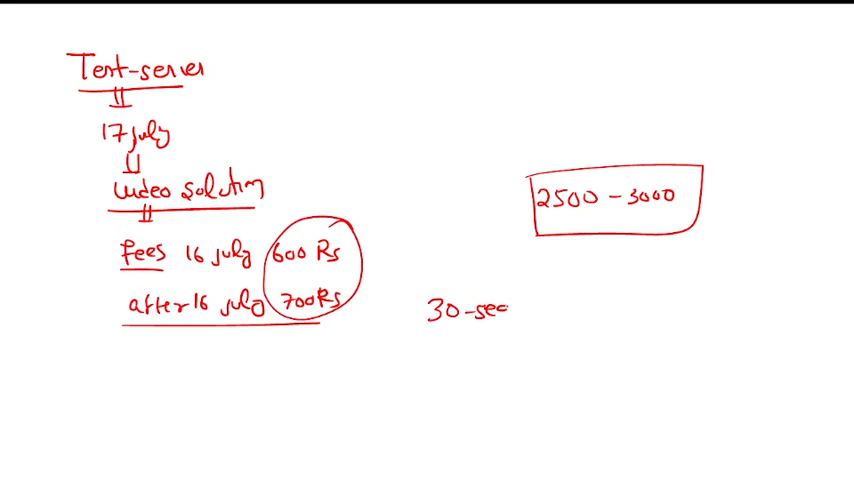 Test-server
17 july
video solution
fees 16 july 600 Rs
after 16 july 700 Rs
2500 - 3000
30-sec